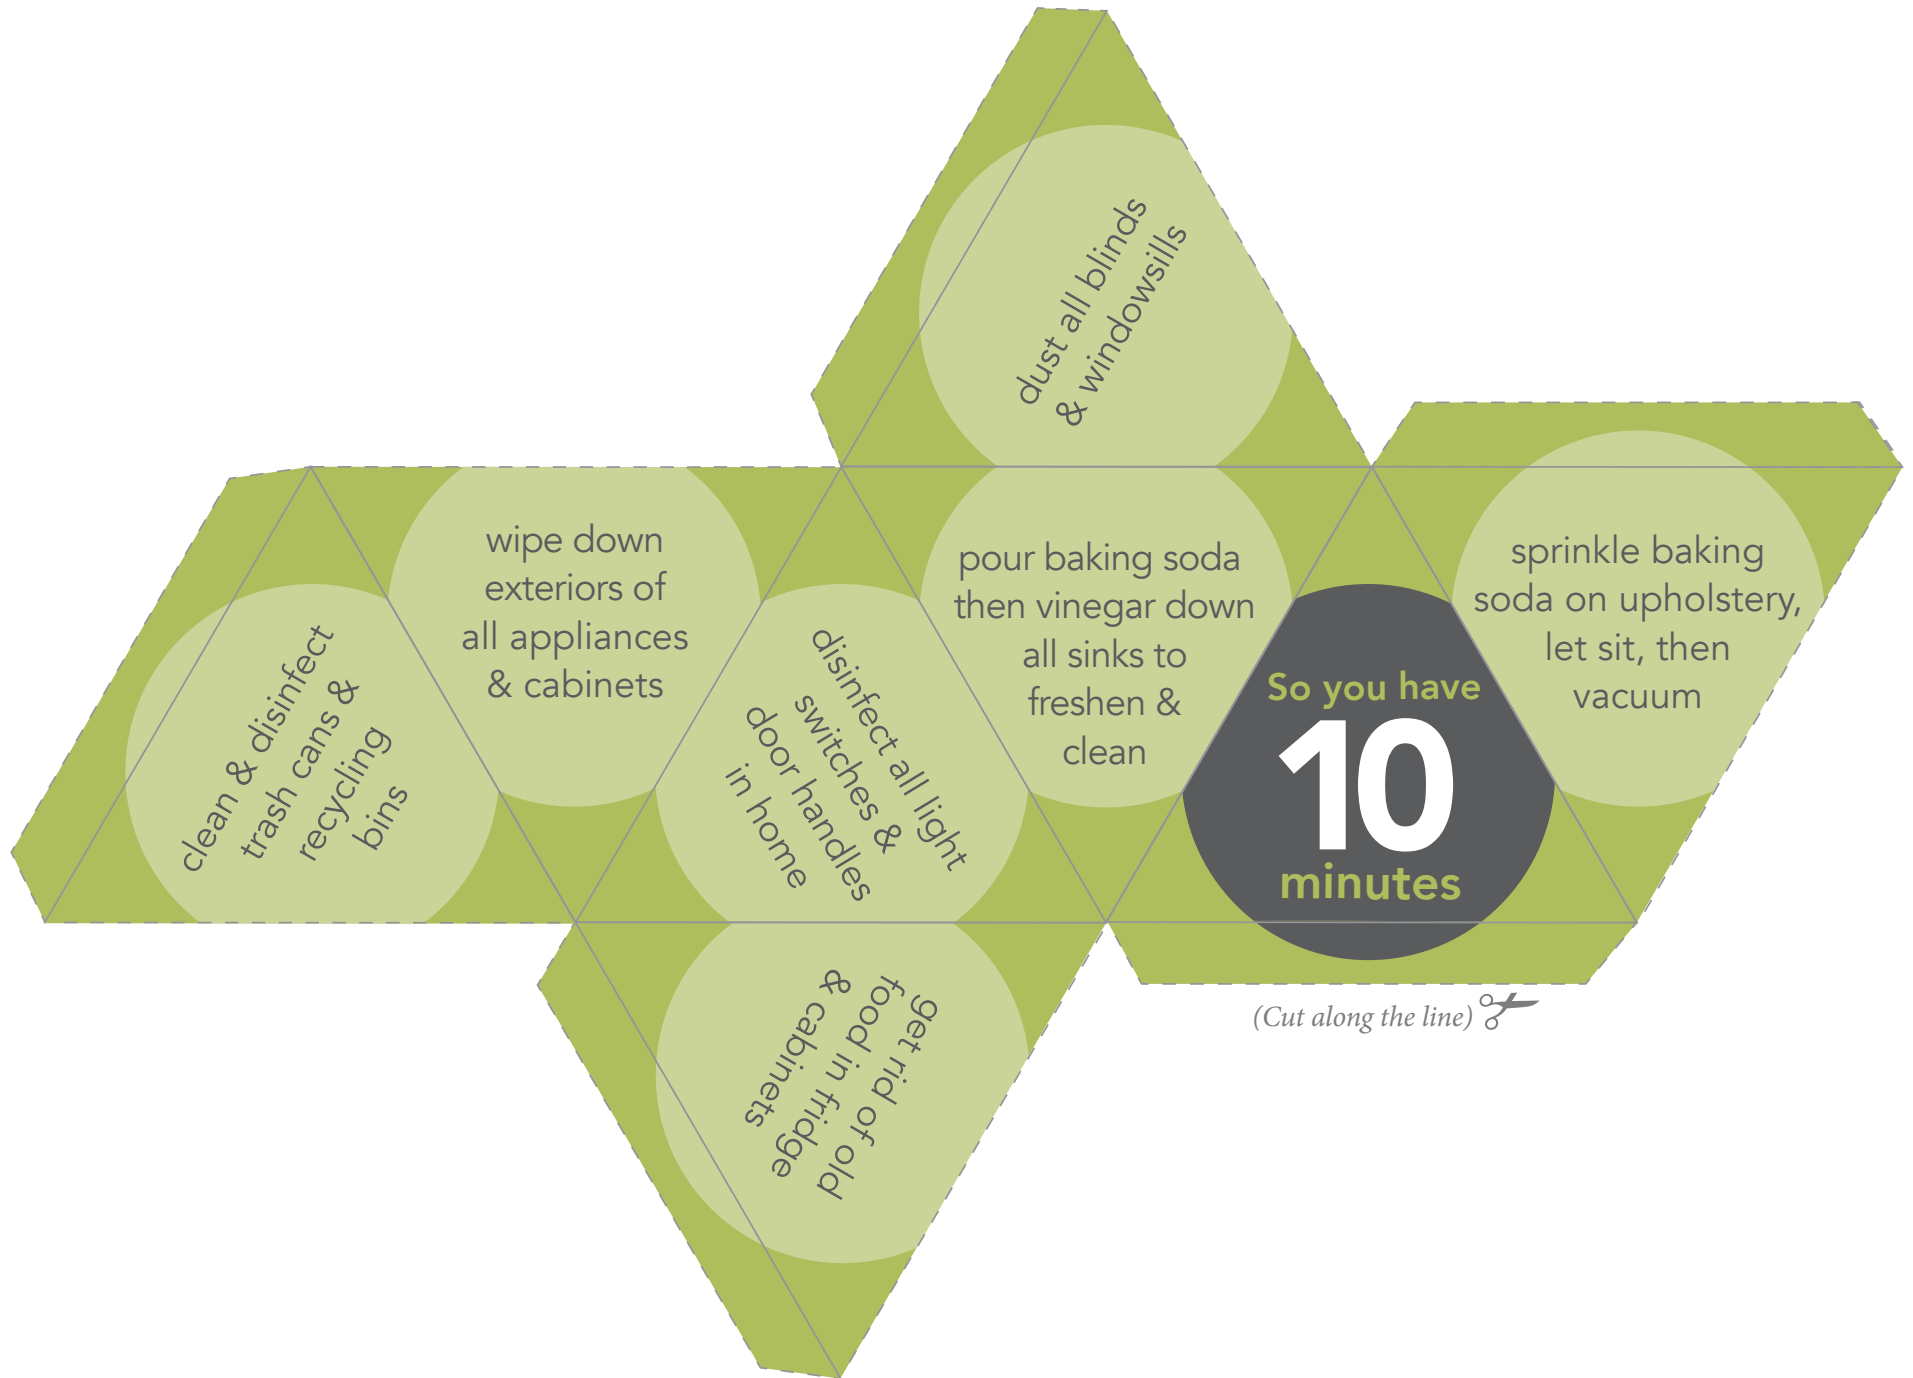 dust all blinds
& windowsills
clean & disinfect
trash cans &
recycling
bins
wipe down
exteriors of
all appliances
& cabinets
disinfect all light
switches &
door handles
in home
pour baking soda
then vinegar down
all sinks to
freshen &
clean
So you have
10
minutes
sprinkle baking
soda on upholstery,
let sit, then
vacuum
get rid of old
food in fridge
& cabinets
(Cut along the line)